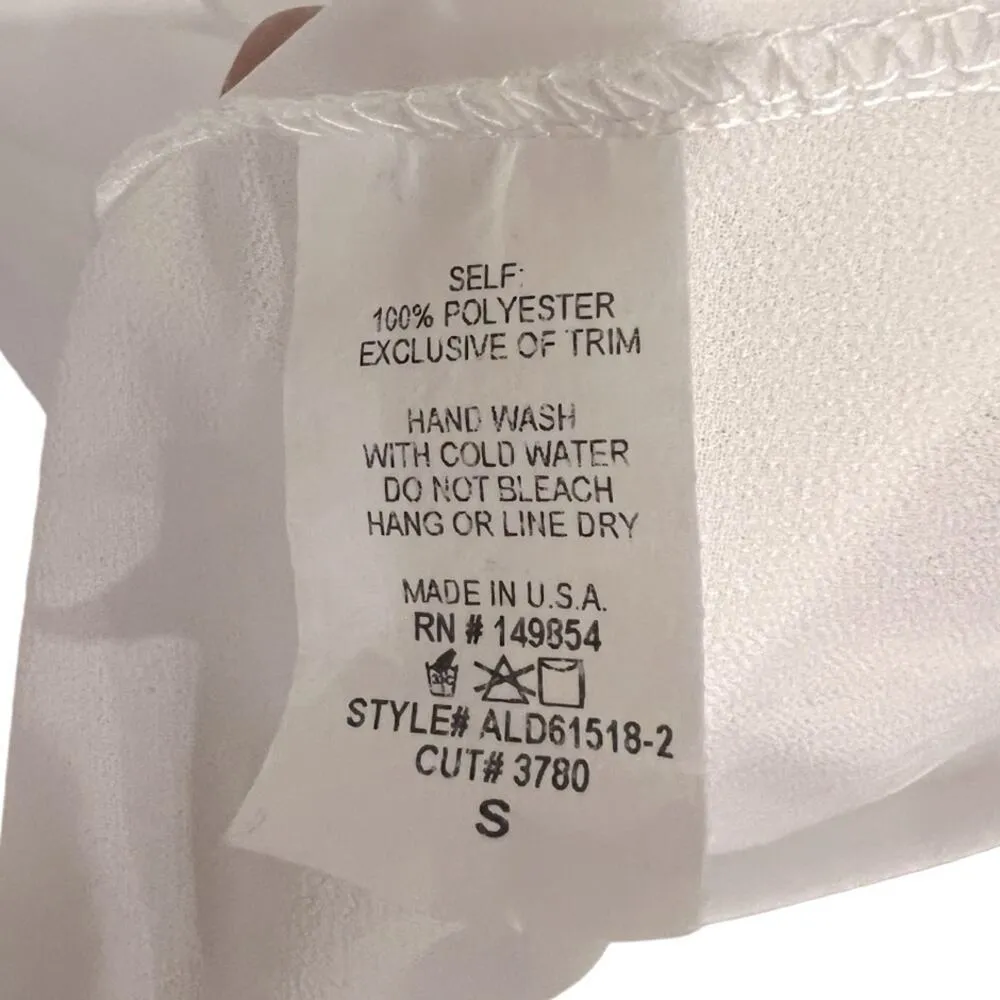 SELF:
100% POLYESTER
EXCLUSIVE OF TRIM
HAND WASH
WITH COLD WATER
DO NOT BLEACH
HANG OR LINE DRY
MADE IN U.S.A.
RN # 149854
STYLE# ALD61518-2
CUT# 3780
S